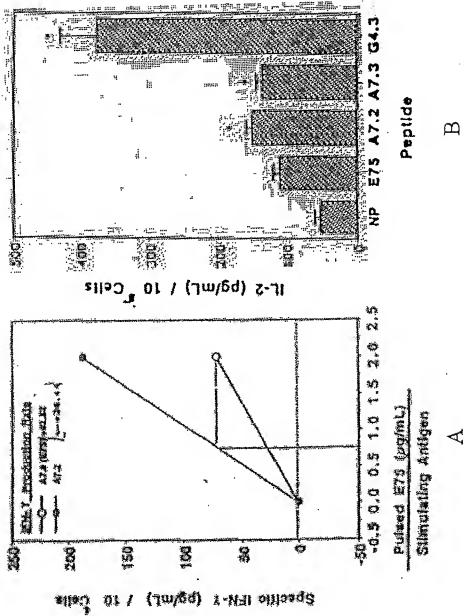 500
400
300
200
100
0
IL-2 (pg/mL) / 10 Cells
NP E75 A7.2 A7.3 G4.3
Peptide
B
250
200
150
100
50
0
-50
Specific IFN-γ (pg/mL) / 10 Cells
IFN-γ Production Rate
A7.2
-0.5 0.0 0.5 1.0 1.5 2.0 2.5
Pulsed E75 (µg/mL)
Stimulating Antigen
A